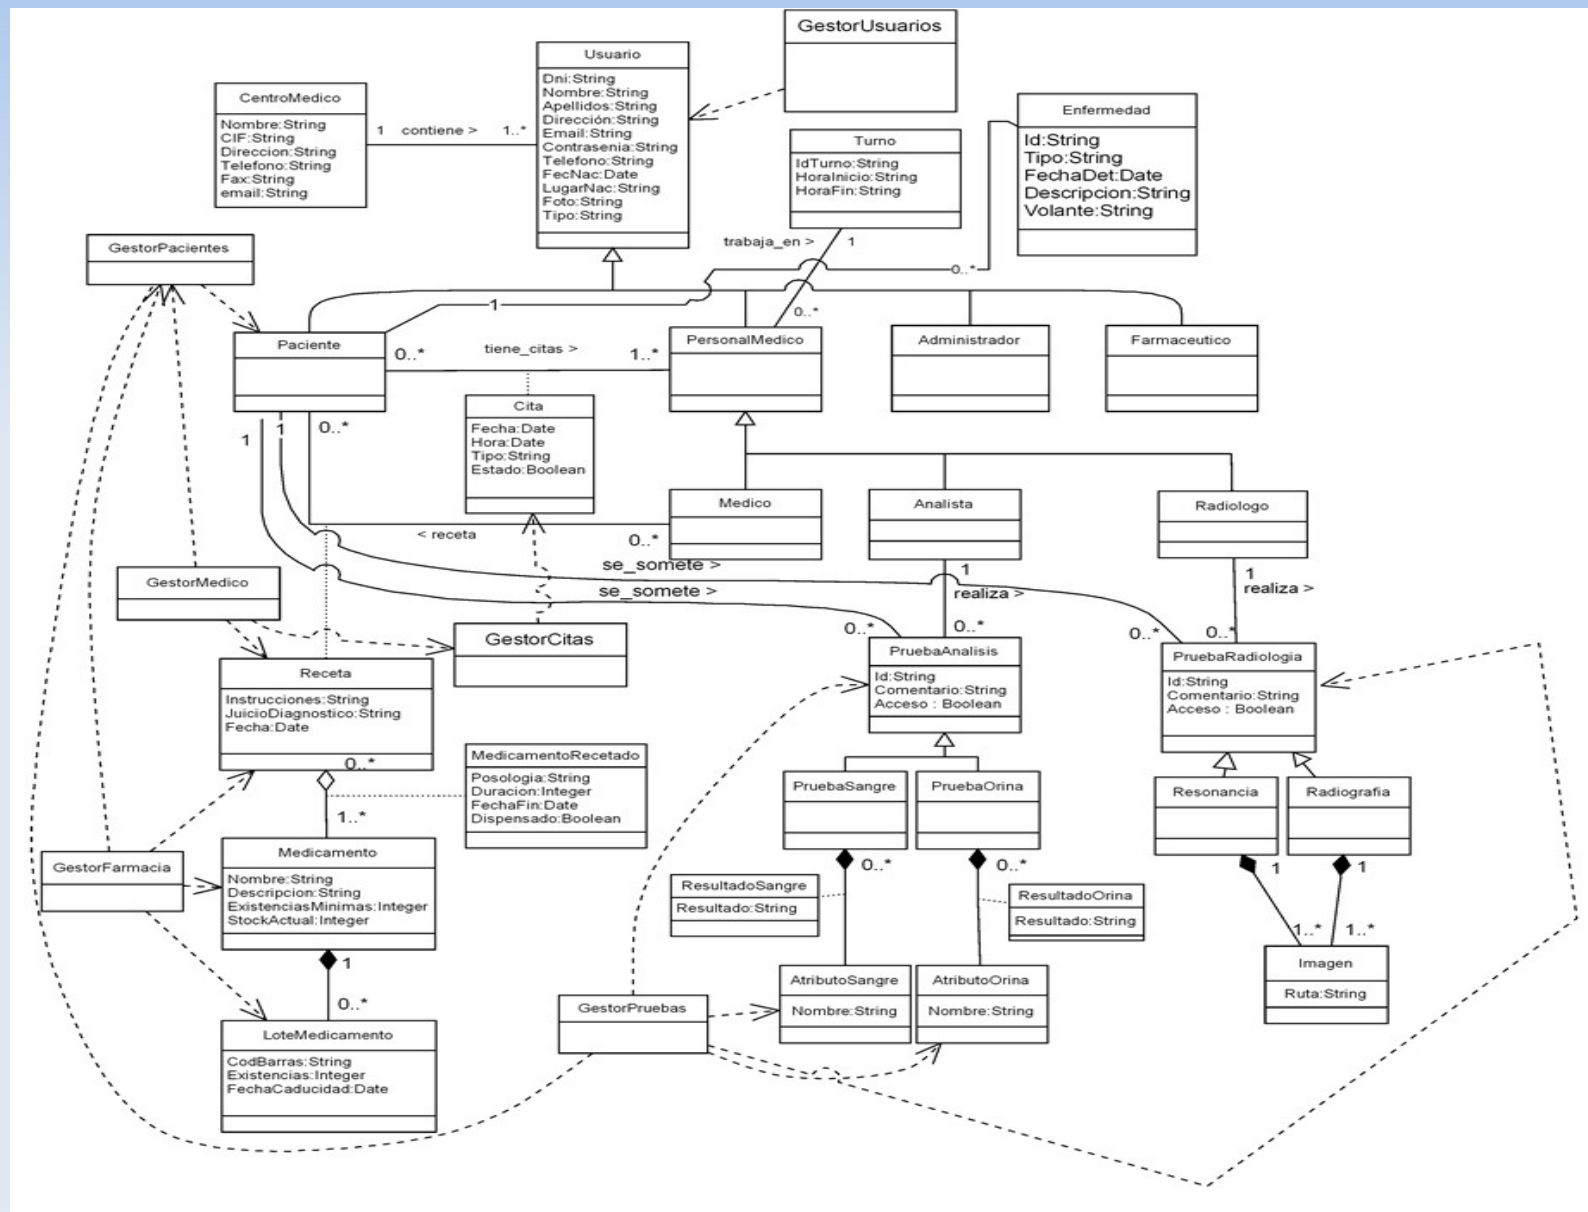 GestorUsuarios
Usuario
Dni:String
Nombre:String
Apellidos:String
Dirección:String
Email:String
Contrasenia:String
Telefono:String
FecNac:Date
LugarNac:String
Foto:String
Tipo:String
CentroMedico
Nombre:String
CIF:String
Direccion:String
Telefono:String
Fax:String
email:String
1 contiene > 1..*
Turno
IdTurno:String
HoraInicio:String
HoraFin:String
Enfermedad
Id:String
Tipo:String
FechaDet:Date
Descripcion:String
Volante:String
GestorPacientes
trabaja_en > 1
0..*
1
0..*
Paciente
0..* tiene_citas > 1..*
PersonalMedico
Administrador
Farmaceutico
Cita
Fecha:Date
Hora:Date
Tipo:String
Estado:Boolean
1 1 0..*
Medico
Analista
Radiologo
< receta 0..*
se_somete >
se_somete >
1
realiza >
1
realiza >
GestorMedico
GestorCitas
0..* 0..*
0..* 0..*
PruebaAnalisis
Id:String
Comentario:String
Acceso : Boolean
PruebaRadiologia
Id:String
Comentario:String
Acceso : Boolean
Receta
Instrucciones:String
JuicioDiagnostico:String
Fecha:Date
0..*
1..*
MedicamentoRecetado
Posologia:String
Duracion:Integer
FechaFin:Date
Dispensado:Boolean
PruebaSangre
PruebaOrina
Resonancia
Radiografia
GestorFarmacia
Medicamento
Nombre:String
Descripcion:String
ExistenciasMinimas:Integer
StockActual:Integer
0..*
0..*
1
1
ResultadoSangre
Resultado:String
ResultadoOrina
Resultado:String
1..* 1..*
Imagen
Ruta:String
1
0..*
AtributoSangre
Nombre:String
AtributoOrina
Nombre:String
GestorPruebas
LoteMedicamento
CodBarras:String
Existencias:Integer
FechaCaducidad:Date